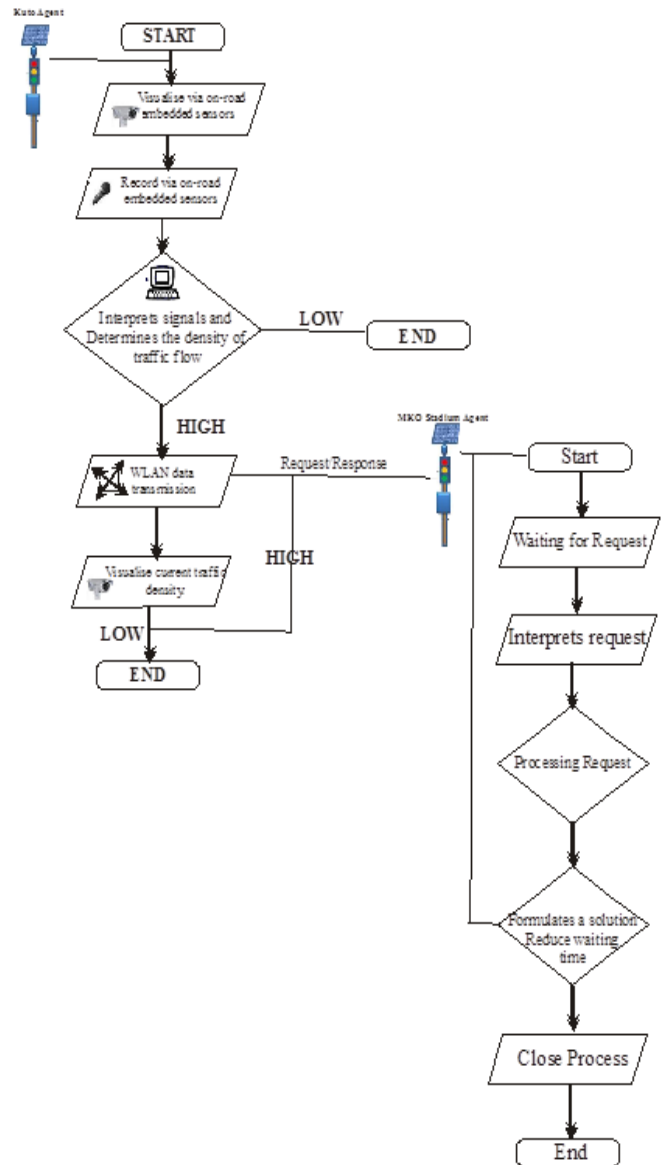 Kuto Agent
START
Visualise via on-road
embedded sensors
Record via on-road
embedded sensors
Interprets signals and
Determines the density of
traffic flow
LOW
END
HIGH
WLAN data
transmission
Request/Response
MKO Stadium Agent
HIGH
Visualise current traffic
density.
LOW
END
Start
Waiting for Request
Interprets request
Processing Request
Formulates a solution
Reduce waiting
time
Close Process
End